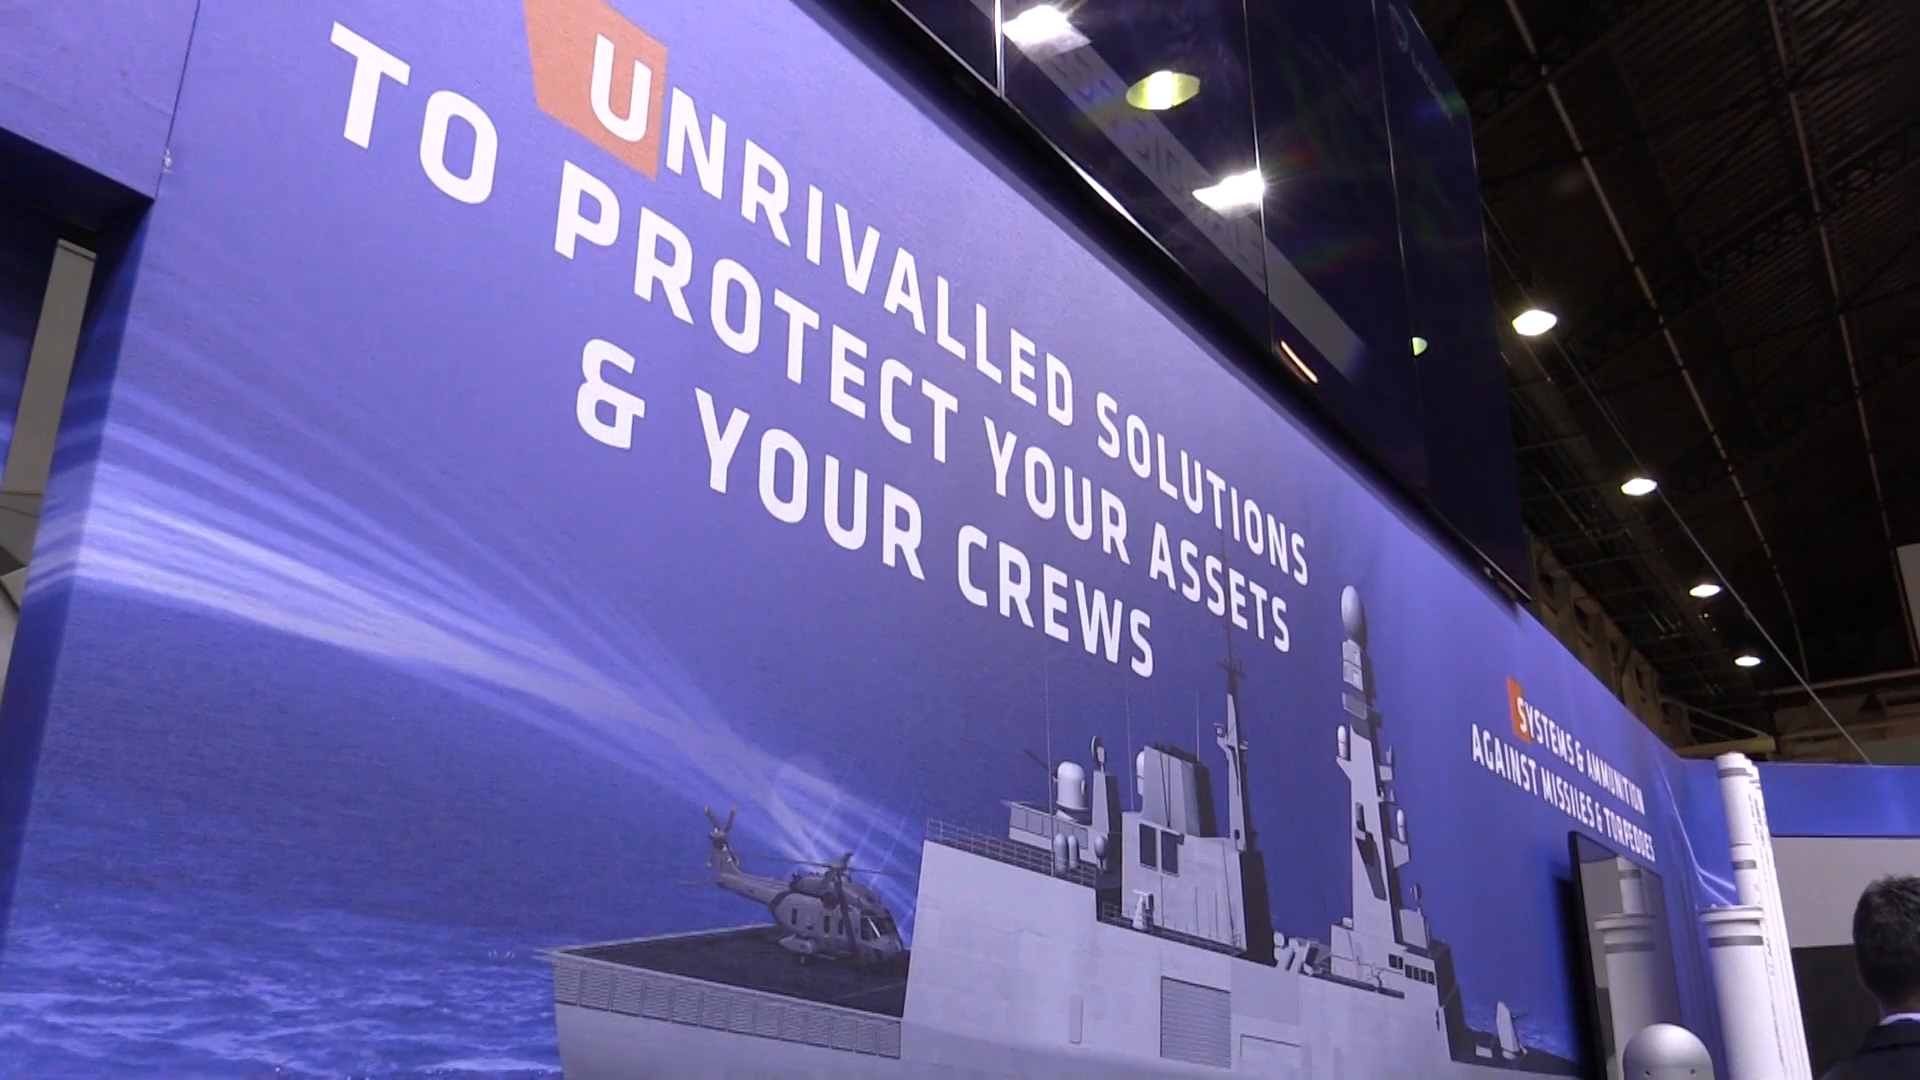 UNRIVALLED SOLUTIONS
TO PROTECT YOUR ASSETS
& YOUR CREWS
SYSTEMS & AMMUNITION
AGAINST MISSILES & TORPEDOES